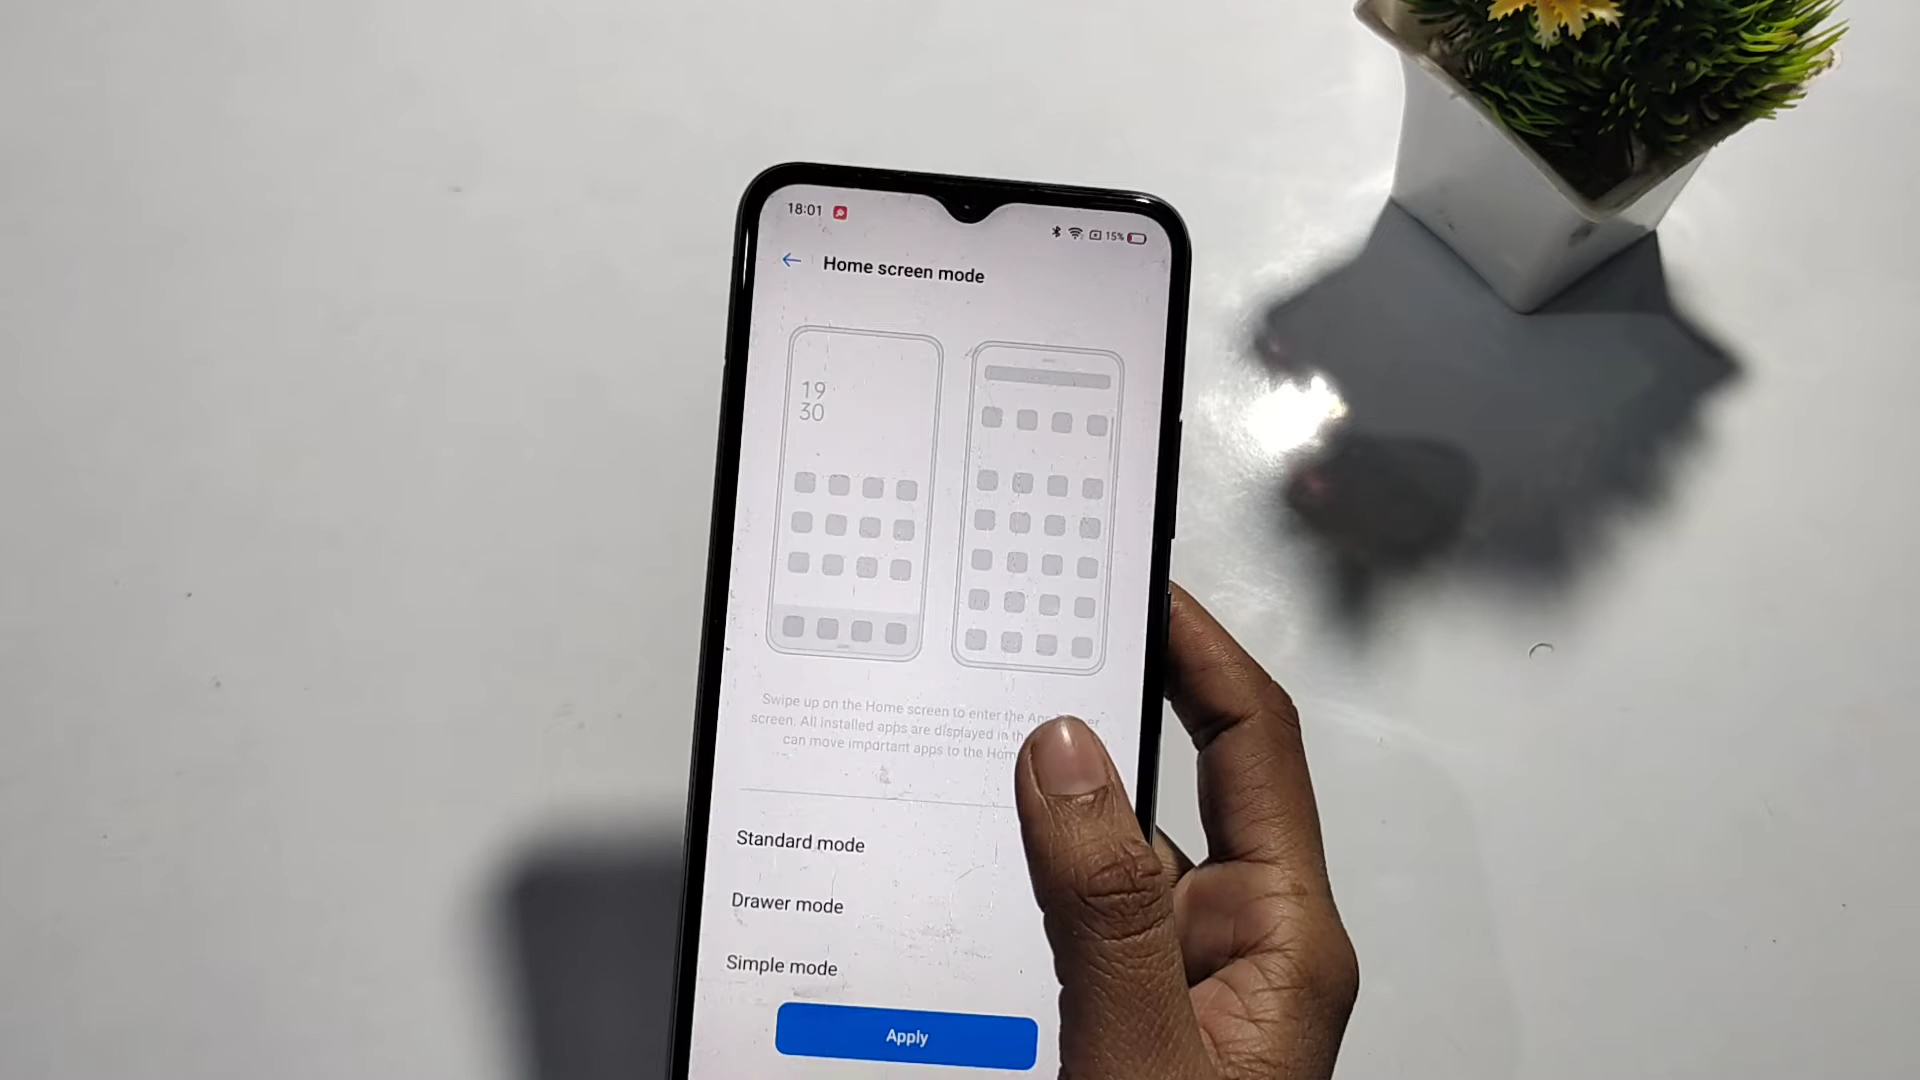 18:01
15%
Home screen mode
19
30
Swipe up on the Home screen to enter the
screen. All installed apps are displayed in
can move important apps to the
Standard mode
Drawer mode
Simple mode
Apply